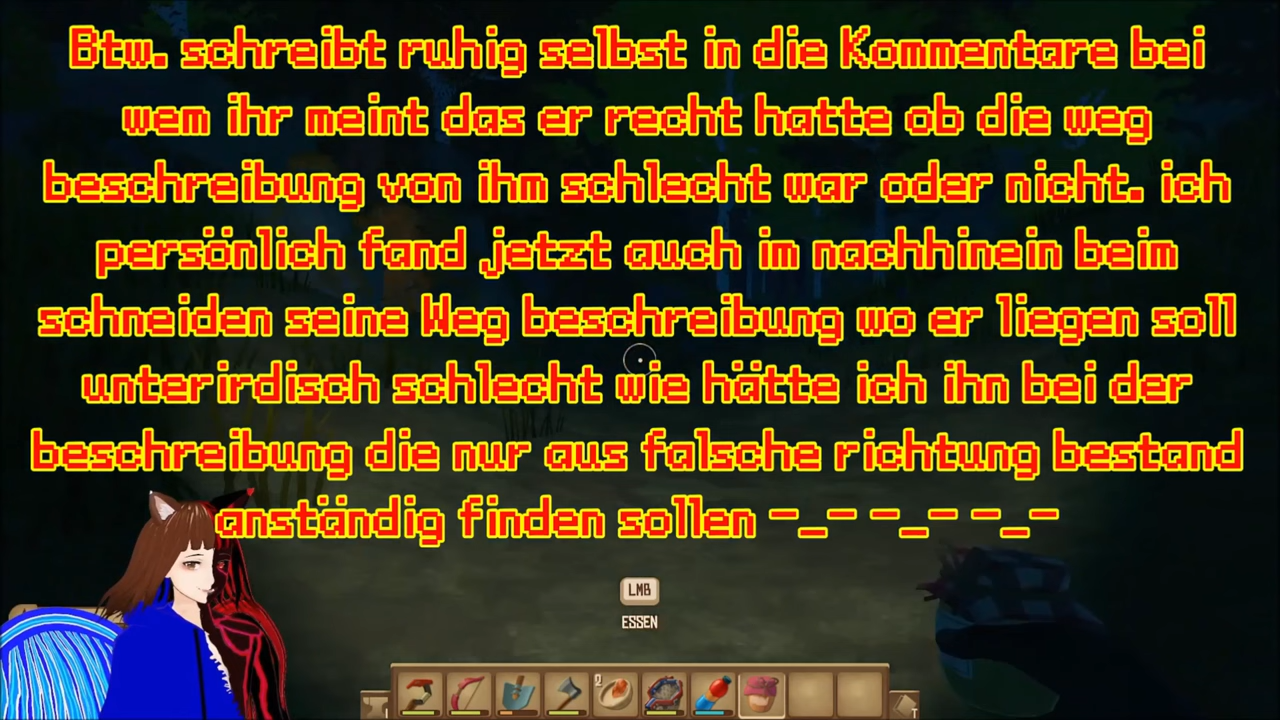 Btw. schreibt ruhig selbst in die Kommentare bei
wem ihr meint das er recht hatte ob die weg
beschreibung von ihm schlecht war oder nicht. ich
persönlich fand jetzt auch im nachhinein beim
schneiden seine Weg beschreibung wo er liegen soll
unterirdisch schlecht wie hätte ich ihn bei der
beschreibung die nur aus falsche richtung bestand
anständig finden sollen -_- -_- -_-
LMB
ESSEN
2
T